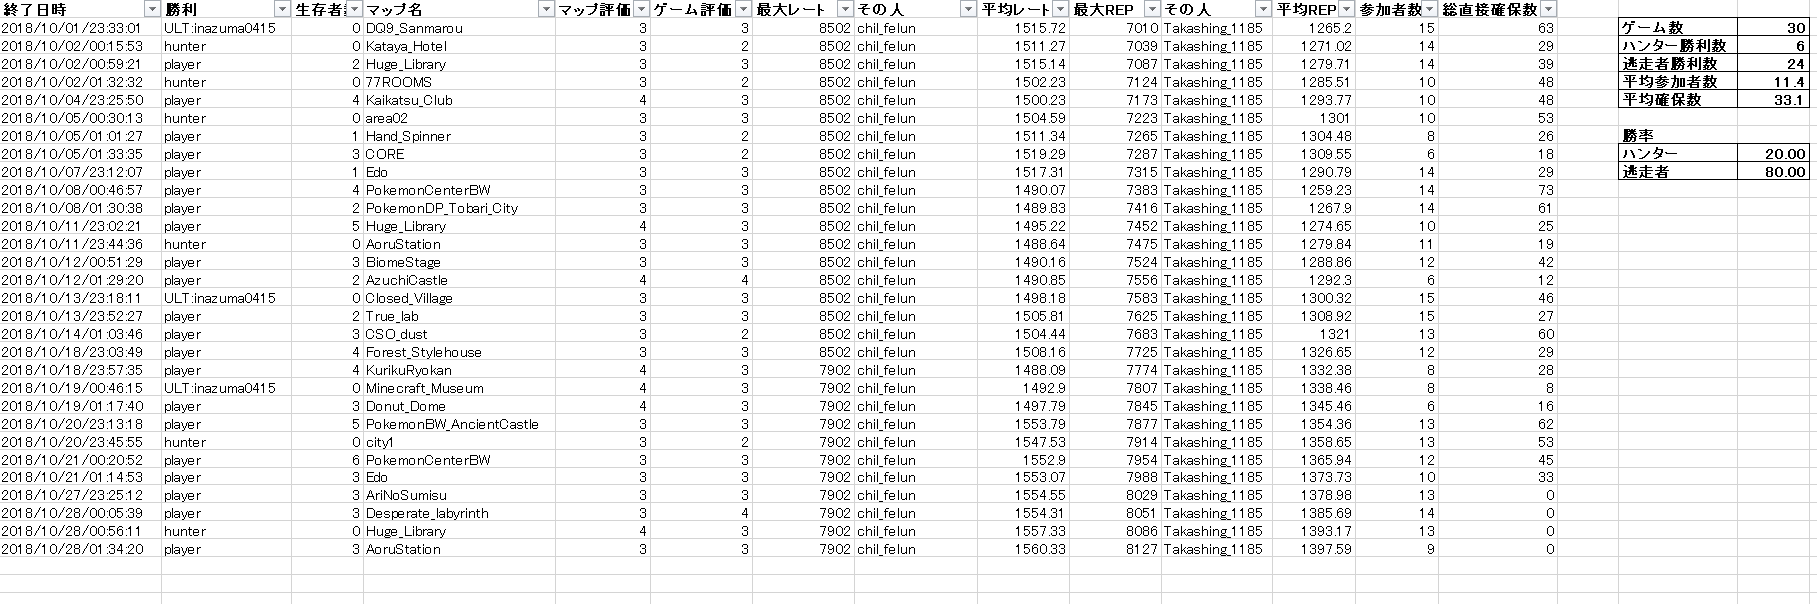 終了日時 勝利 生存者数 マップ名 マップ評価 ゲーム評価 最大レート その人 平均レート 最大REP その人 平均REP 参加者数 総直接確保数
2018/10/01/23:33:01 ULT:inazuma0415 0 DQ9_Sanmarou 3 3 8502 chil_felun 1515.72 7010 Takashing_1185 1265.2 15 63 ゲーム数 30
2018/10/02/00:15:53 hunter 0 Kataya_Hotel 3 2 8502 chil_felun 1511.27 7039 Takashing_1185 1271.02 14 29 ハンター勝利数 6
2018/10/02/00:59:21 player 2 Huge_Library 3 3 8502 chil_felun 1515.14 7087 Takashing_1185 1279.71 14 39 逃走者勝利数 24
2018/10/02/01:32:32 hunter 0 77ROOMS 3 2 8502 chil_felun 1502.23 7124 Takashing_1185 1285.51 10 48 平均参加者数 11.4
2018/10/04/23:25:50 player 4 Kaikatsu_Club 4 3 8502 chil_felun 1500.23 7173 Takashing_1185 1293.77 10 48 平均確保数 33.1
2018/10/05/00:30:13 hunter 0 area02 3 3 8502 chil_felun 1504.59 7223 Takashing_1185 1301 10 53
2018/10/05/01:01:27 player 1 Hand_Spinner 3 2 8502 chil_felun 1511.34 7265 Takashing_1185 1304.48 8 26 勝率
2018/10/05/01:33:35 player 3 CORE 3 2 8502 chil_felun 1519.29 7287 Takashing_1185 1309.55 6 18 ハンター 20.00
2018/10/07/23:12:07 player 1 Edo 3 3 8502 chil_felun 1517.31 7315 Takashing_1185 1290.79 14 29 逃走者 80.00
2018/10/08/00:46:57 player 4 PokemonCenterBW 3 3 8502 chil_felun 1490.07 7383 Takashing_1185 1259.23 14 73
2018/10/08/01:30:38 player 2 PokemonDP_Tobari_City 3 3 8502 chil_felun 1489.83 7416 Takashing_1185 1267.9 14 61
2018/10/11/23:02:21 player 5 Huge_Library 4 3 8502 chil_felun 1495.22 7452 Takashing_1185 1274.65 10 25
2018/10/11/23:44:36 hunter 0 AoruStation 3 3 8502 chil_felun 1488.64 7475 Takashing_1185 1279.84 11 19
2018/10/12/00:51:29 player 3 BiomeStage 3 3 8502 chil_felun 1490.16 7524 Takashing_1185 1288.86 12 42
2018/10/12/01:29:20 player 2 AzuchiCastle 4 4 8502 chil_felun 1490.85 7556 Takashing_1185 1292.3 6 12
2018/10/13/23:18:11 ULT:inazuma0415 0 Closed_Village 3 3 8502 chil_felun 1498.18 7583 Takashing_1185 1300.32 15 46
2018/10/13/23:52:27 player 2 True_lab 3 3 8502 chil_felun 1505.81 7625 Takashing_1185 1308.92 15 27
2018/10/14/01:03:46 player 3 CSO_dust 3 2 8502 chil_felun 1504.44 7683 Takashing_1185 1321 13 60
2018/10/18/23:03:49 player 4 Forest_Stylehouse 3 3 8502 chil_felun 1508.16 7725 Takashing_1185 1326.65 12 29
2018/10/18/23:57:35 player 4 KurikuRyokan 4 3 7902 chil_felun 1488.09 7774 Takashing_1185 1332.38 8 28
2018/10/19/00:46:15 ULT:inazuma0415 0 Minecraft_Museum 4 3 7902 chil_felun 1492.9 7807 Takashing_1185 1338.46 8 8
2018/10/19/01:17:40 player 3 Donut_Dome 4 3 7902 chil_felun 1497.79 7845 Takashing_1185 1345.46 6 16
2018/10/20/23:13:18 player 5 PokemonBW_AncientCastle 3 3 7902 chil_felun 1553.79 7877 Takashing_1185 1354.36 13 62
2018/10/20/23:45:55 hunter 0 city1 3 2 7902 chil_felun 1547.53 7914 Takashing_1185 1358.65 13 53
2018/10/21/00:20:52 player 6 PokemonCenterBW 3 3 7902 chil_felun 1552.9 7954 Takashing_1185 1365.94 12 45
2018/10/21/01:14:53 player 3 Edo 3 3 7902 chil_felun 1553.07 7988 Takashing_1185 1373.73 10 33
2018/10/27/23:25:12 player 3 AriNoSumisu 3 3 7902 chil_felun 1554.55 8029 Takashing_1185 1378.98 13 0
2018/10/28/00:05:39 player 3 Desperate_labyrinth 3 4 7902 chil_felun 1554.31 8051 Takashing_1185 1385.69 14 0
2018/10/28/00:56:11 hunter 0 Huge_Library 4 3 7902 chil_felun 1557.33 8086 Takashing_1185 1393.17 13 0
2018/10/28/01:34:20 player 3 AoruStation 3 3 7902 chil_felun 1560.33 8127 Takashing_1185 1397.59 9 0